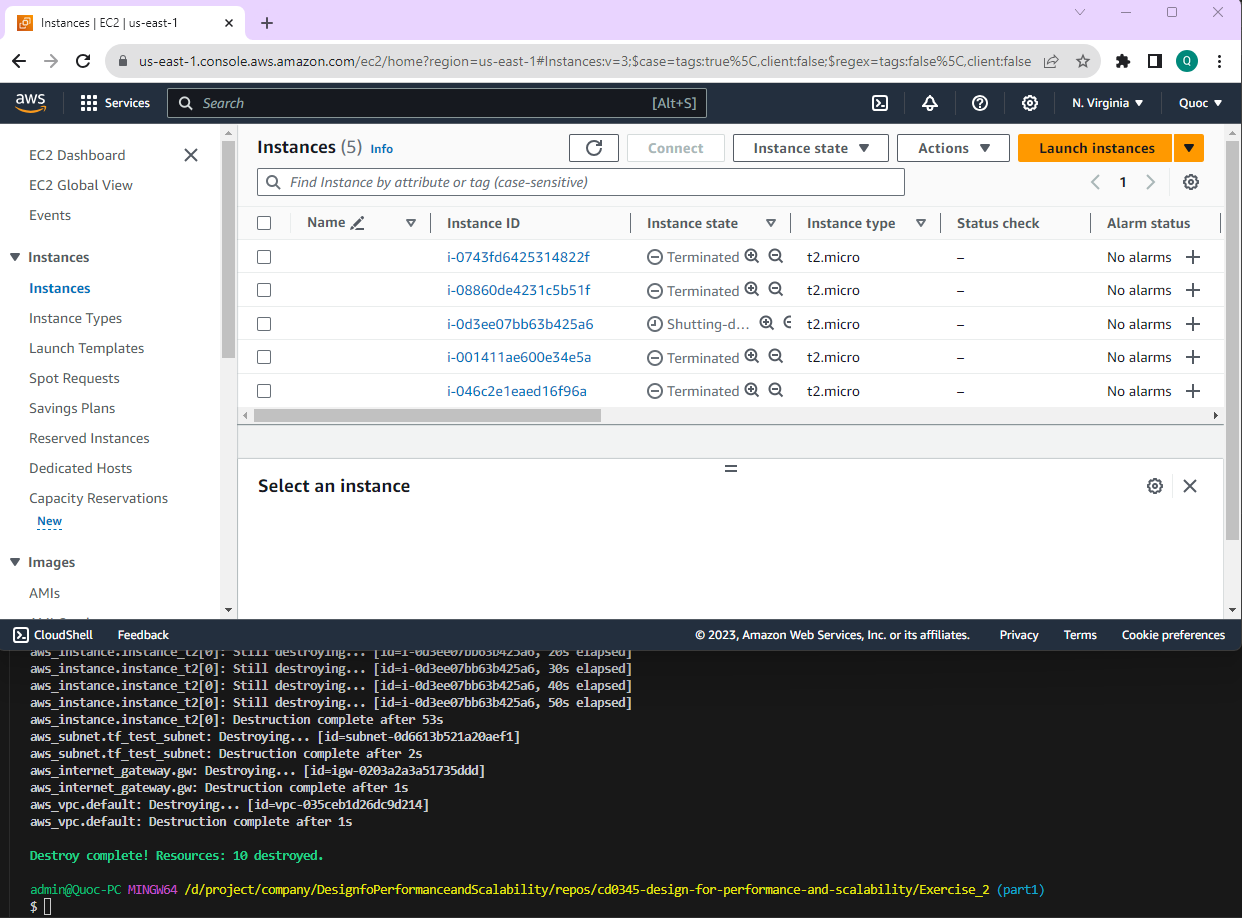 Instances | EC2 | us-east-1
us-east-1.console.aws.amazon.com/ec2/home?region=us-east-1#Instances:v=3;$case=tags:true%5C,client:false;$regex=tags:false%5C,client:false
Q
aws
Services
Search
[Alt+S]
N. Virginia
Quoc
EC2 Dashboard
EC2 Global View
Events
Instances
Instances
Instance Types
Launch Templates
Spot Requests
Savings Plans
Reserved Instances
Dedicated Hosts
Capacity Reservations
New
Images
AMIs
Instances (5) Info
Connect
Instance state
Actions
Launch instances
Find Instance by attribute or tag (case-sensitive)
1
Name Instance ID Instance state Instance type Status check Alarm status
i-0743fd6425314822f Terminated t2.micro – No alarms
i-08860de4231c5b51f Terminated t2.micro – No alarms
i-0d3ee07bb63b425a6 Shutting-d... t2.micro – No alarms
i-001411ae600e34e5a Terminated t2.micro – No alarms
i-046c2e1eaed16f96a Terminated t2.micro – No alarms
Select an instance
CloudShell Feedback © 2023, Amazon Web Services, Inc. or its affiliates. Privacy Terms Cookie preferences
aws_instance.instance_t2[0]: Still destroying... [id=i-0d3ee07bb63b425a6, 20s elapsed]
aws_instance.instance_t2[0]: Still destroying... [id=i-0d3ee07bb63b425a6, 30s elapsed]
aws_instance.instance_t2[0]: Still destroying... [id=i-0d3ee07bb63b425a6, 40s elapsed]
aws_instance.instance_t2[0]: Still destroying... [id=i-0d3ee07bb63b425a6, 50s elapsed]
aws_instance.instance_t2[0]: Destruction complete after 53s
aws_subnet.tf_test_subnet: Destroying... [id=subnet-0d6613b521a20aef1]
aws_subnet.tf_test_subnet: Destruction complete after 2s
aws_internet_gateway.gw: Destroying... [id=igw-0203a2a3a51735ddd]
aws_internet_gateway.gw: Destruction complete after 1s
aws_vpc.default: Destroying... [id=vpc-035ceb1d26dc9d214]
aws_vpc.default: Destruction complete after 1s
Destroy complete! Resources: 10 destroyed.
admin@Quoc-PC MINGW64 /d/project/company/DesignfoPerformanceandScalability/repos/cd0345-design-for-performance-and-scalability/Exercise_2 (part1)
$